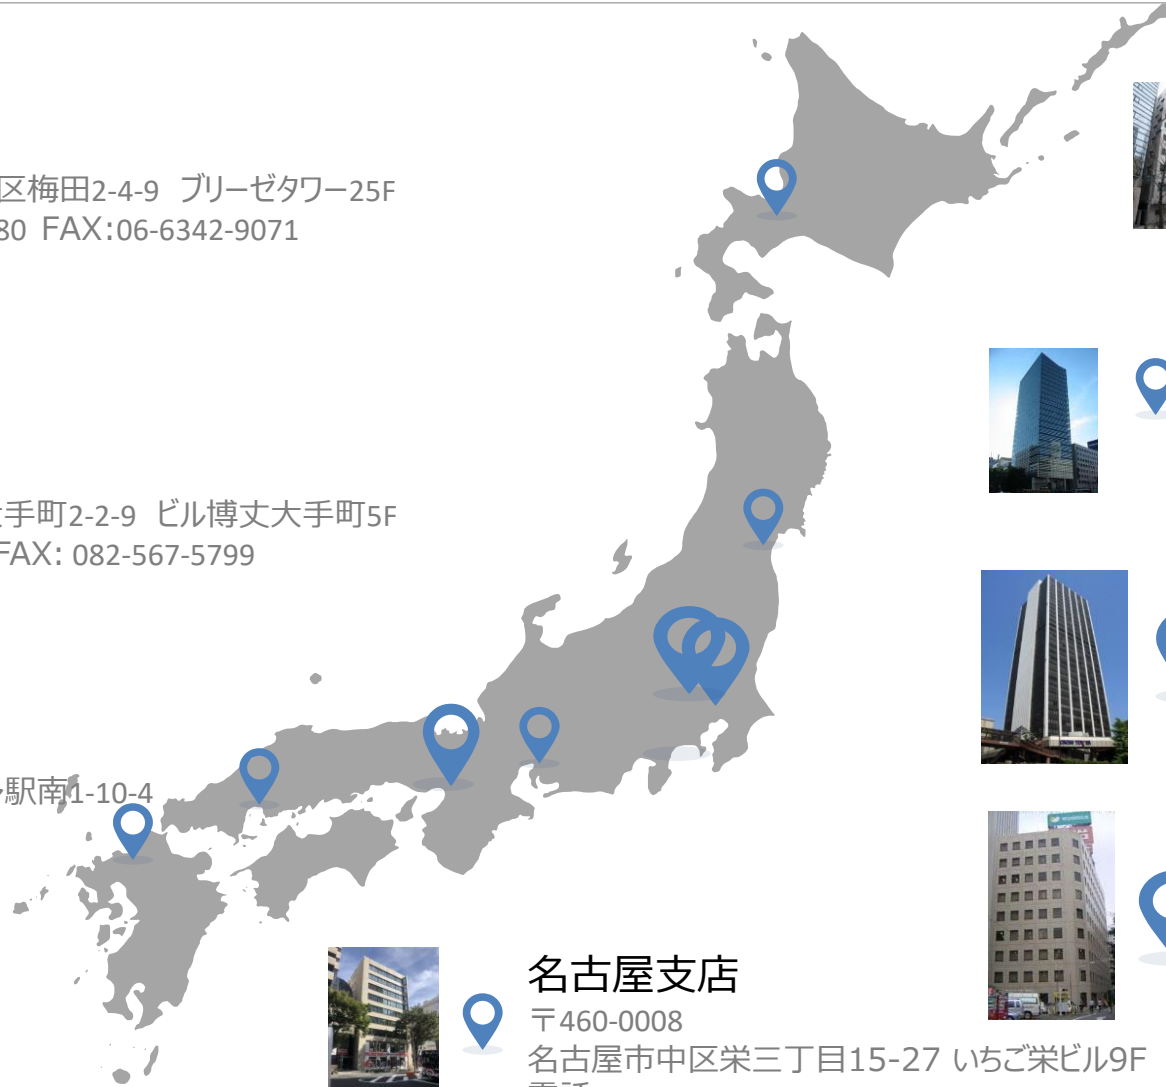 区梅田2-4-9 ブリーゼタワー25F
80 FAX:06-6342-9071
大手町2-2-9 ビル博丈大手町5F
FAX: 082-567-5799
駅南1-10-4
名古屋支店
〒460-0008
名古屋市中区栄三丁目15-27 いちご栄ビル9F